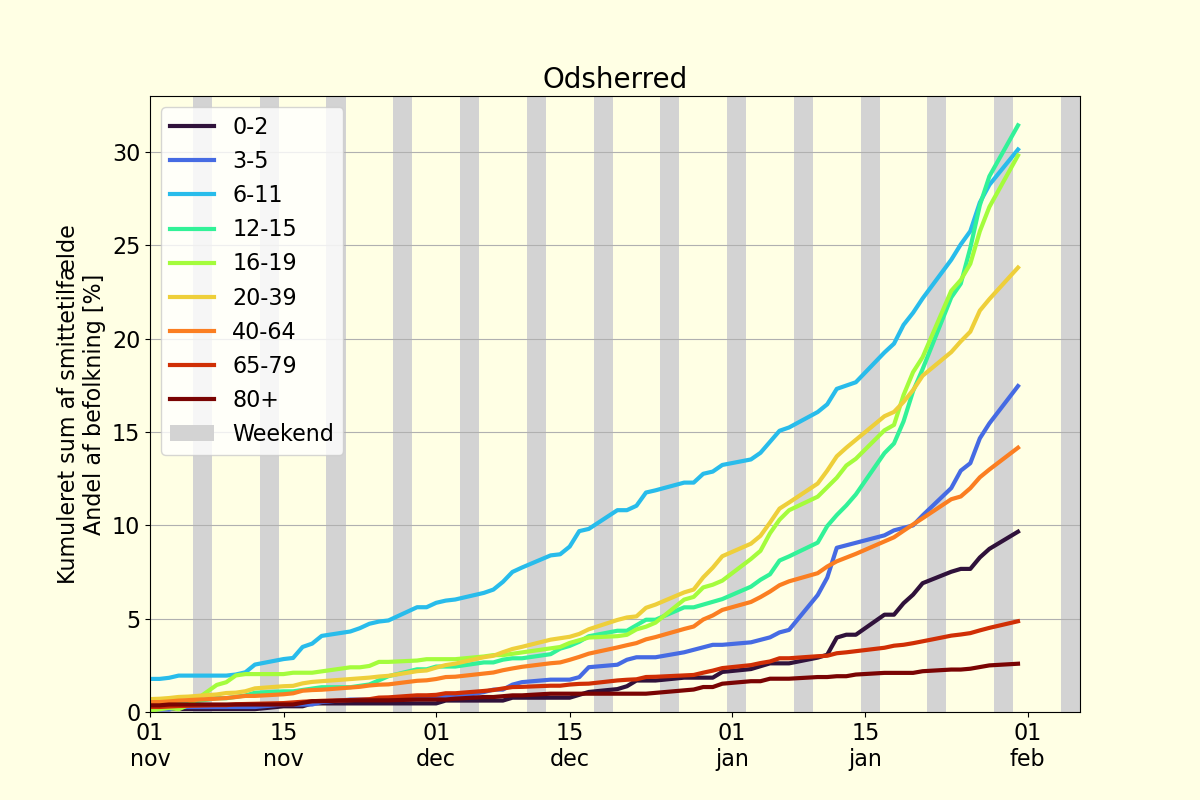 Odsherred
Kumuleret sum af smittetilfælde
Andel af befolkning [%]
30
25
20
15
10
5
0
0-2
3-5
6-11
12-15
16-19
20-39
40-64
65-79
80+
Weekend
01 15 01 15 01 15 01
nov nov dec dec jan jan feb